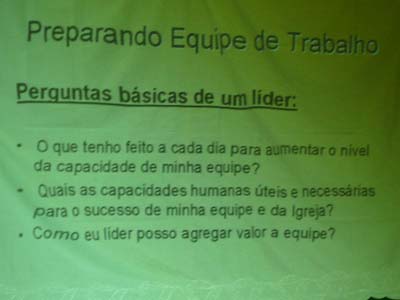 Preparando Equipe de Trabalho
Perguntas básicas de um líder:
• O que tenho feito a cada dia para aumentar o nível
da capacidade de minha equipe?
• Quais as capacidades humanas úteis e necessárias
para o sucesso de minha equipe e da Igreja?
• Como eu líder posso agregar valor a equipe?